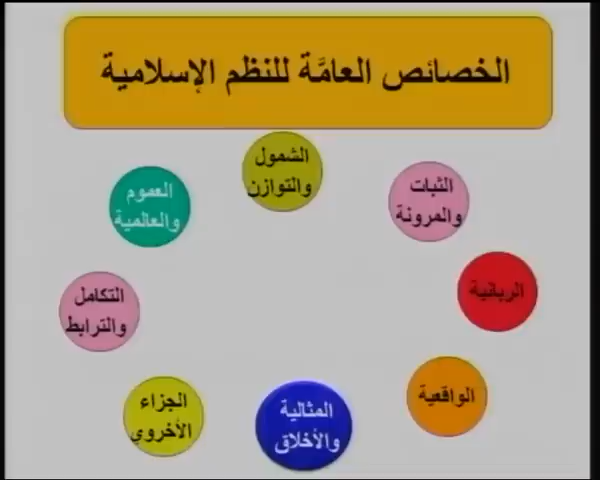 الخصائص العامَّة للنظم الإسلامية
الشمول
والتوازن
الثبات
والمرونة
العموم
والعالمية
الربانية
التكامل
والترابط
الواقعية
المثالية
والأخلاق
الجزاء
الأخروي